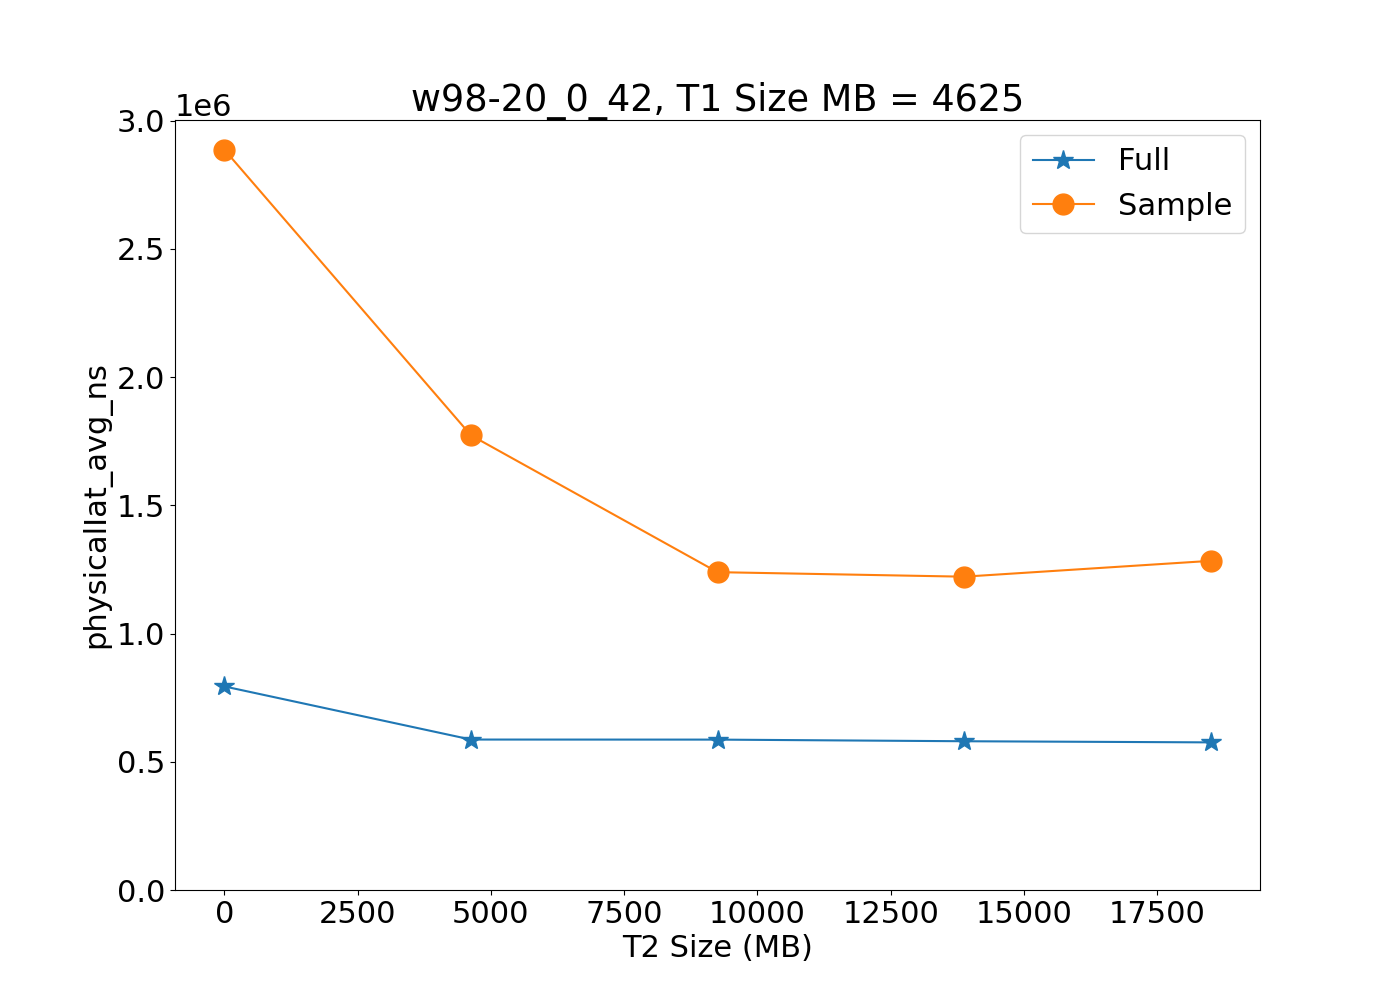 w98-20_0_42, T1 Size MB = 4625
1e6
3.0
2.5
2.0
1.5
1.0
0.5
0.0
physicallat_avg_ns
Full
Sample
0 2500 5000 7500 10000 12500 15000 17500
T2 Size (MB)